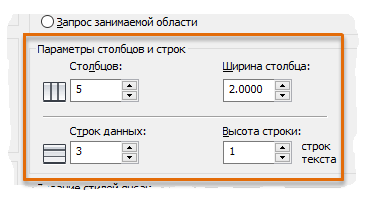 Запрос занимаемой области
Параметры столбцов и строк
Столбцов: Ширина столбца:
5 2.0000
Строк данных: Высота строки:
3 1 строк
текста